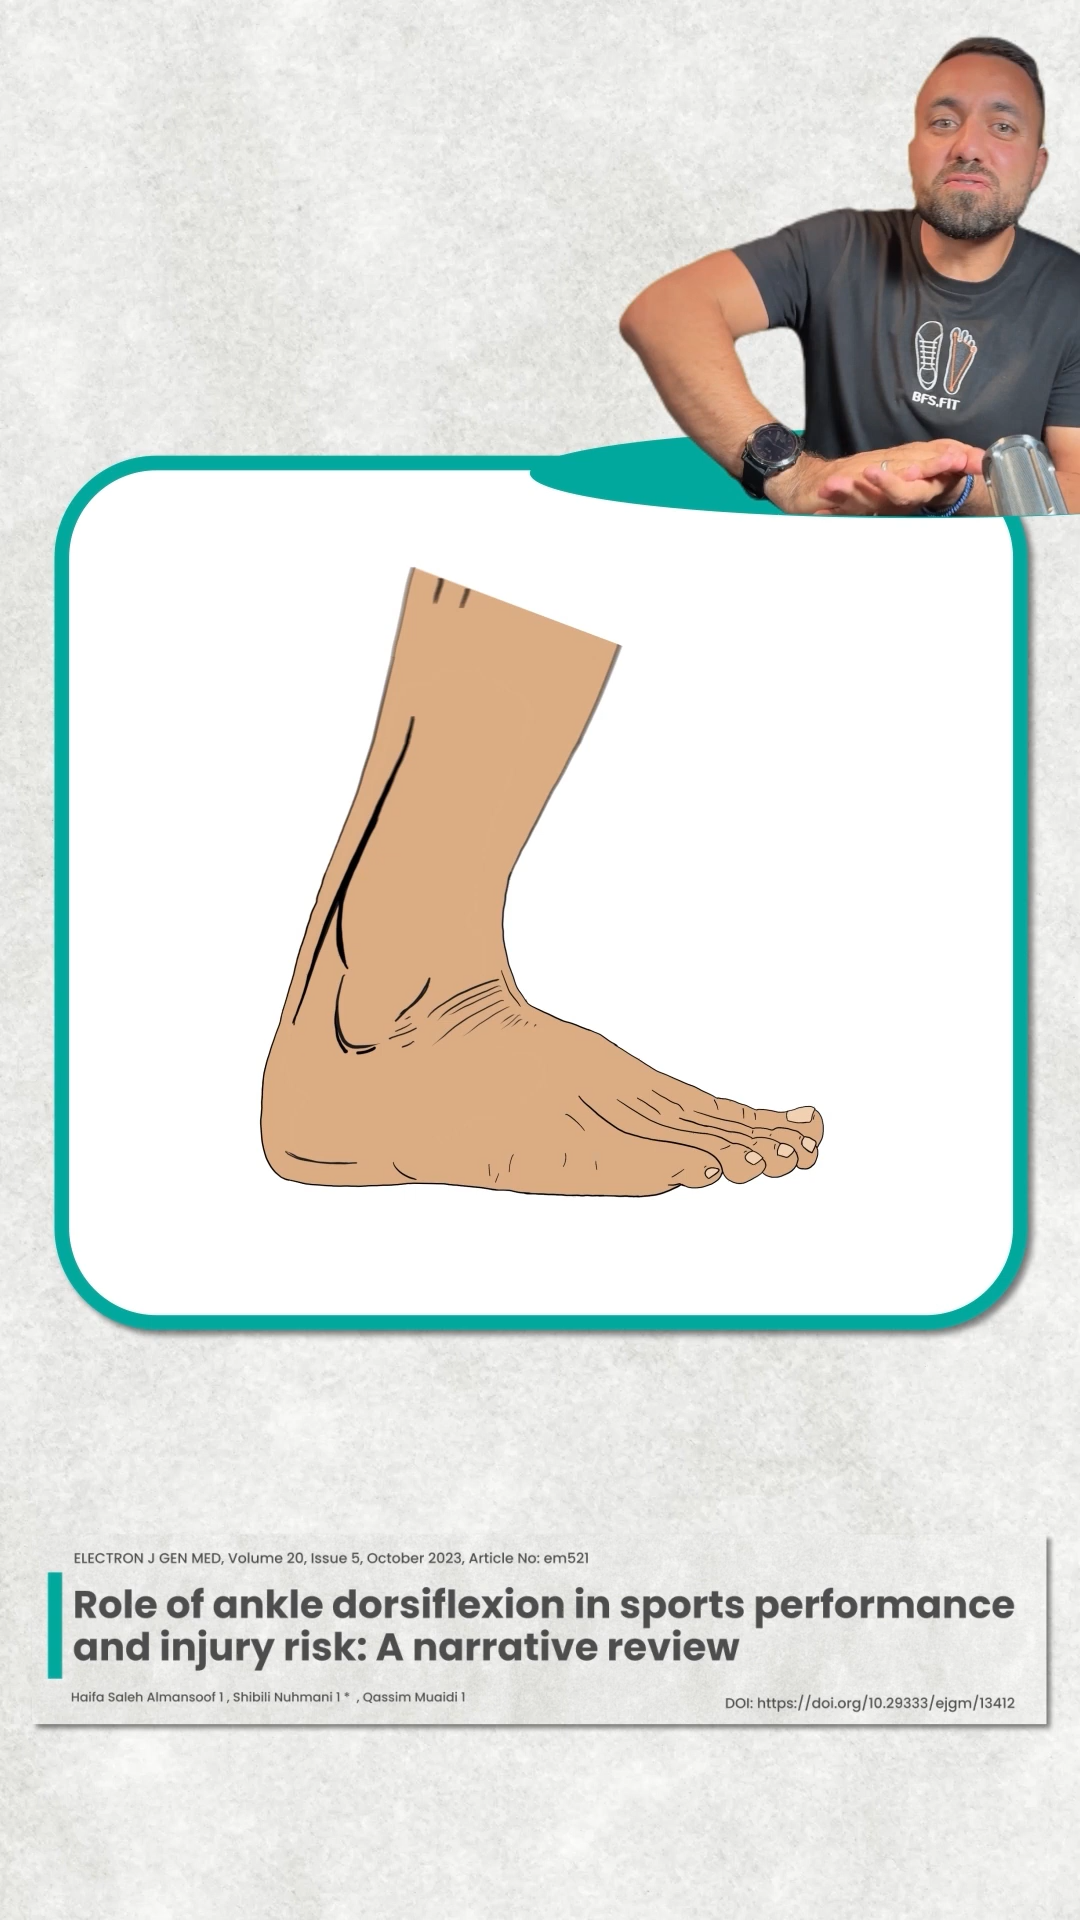 BFS.FIT
ELECTRON J GEN MED, Volume 20, Issue 5, October 2023, Article No: em521
Role of ankle dorsiflexion in sports performance
and injury risk: A narrative review
Haifa Saleh Almansoof 1 , Shibili Nuhmani 1 * , Qassim Muaidi 1
DOI: https://doi.org/10.29333/ejgm/13412